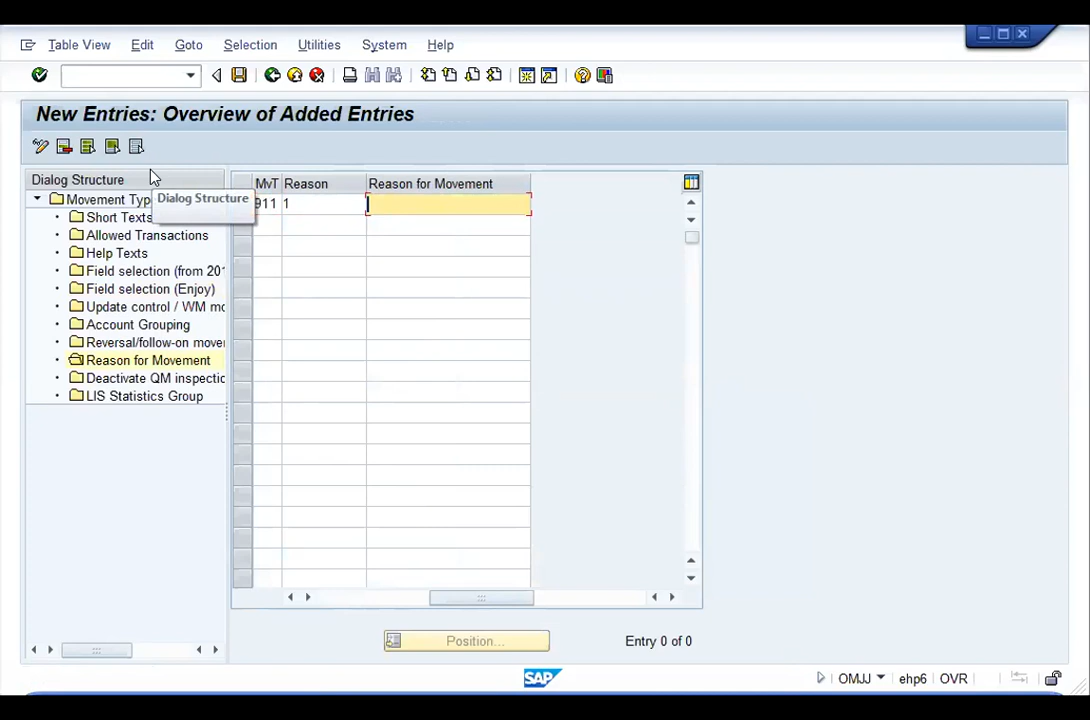 Table View Edit Goto Selection Utilities System Help
New Entries: Overview of Added Entries
Dialog Structure
MvT Reason Reason for Movement
Movement Typ
Dialog Structure
911 1
Short Texts
Allowed Transactions
Help Texts
Field selection (from 201
Field selection (Enjoy)
Update control / WM mo
Account Grouping
Reversal/follow-on mover
Reason for Movement
Deactivate QM inspectio
LIS Statistics Group
Position... Entry 0 of 0
SAP OMJJ ehp6 OVR